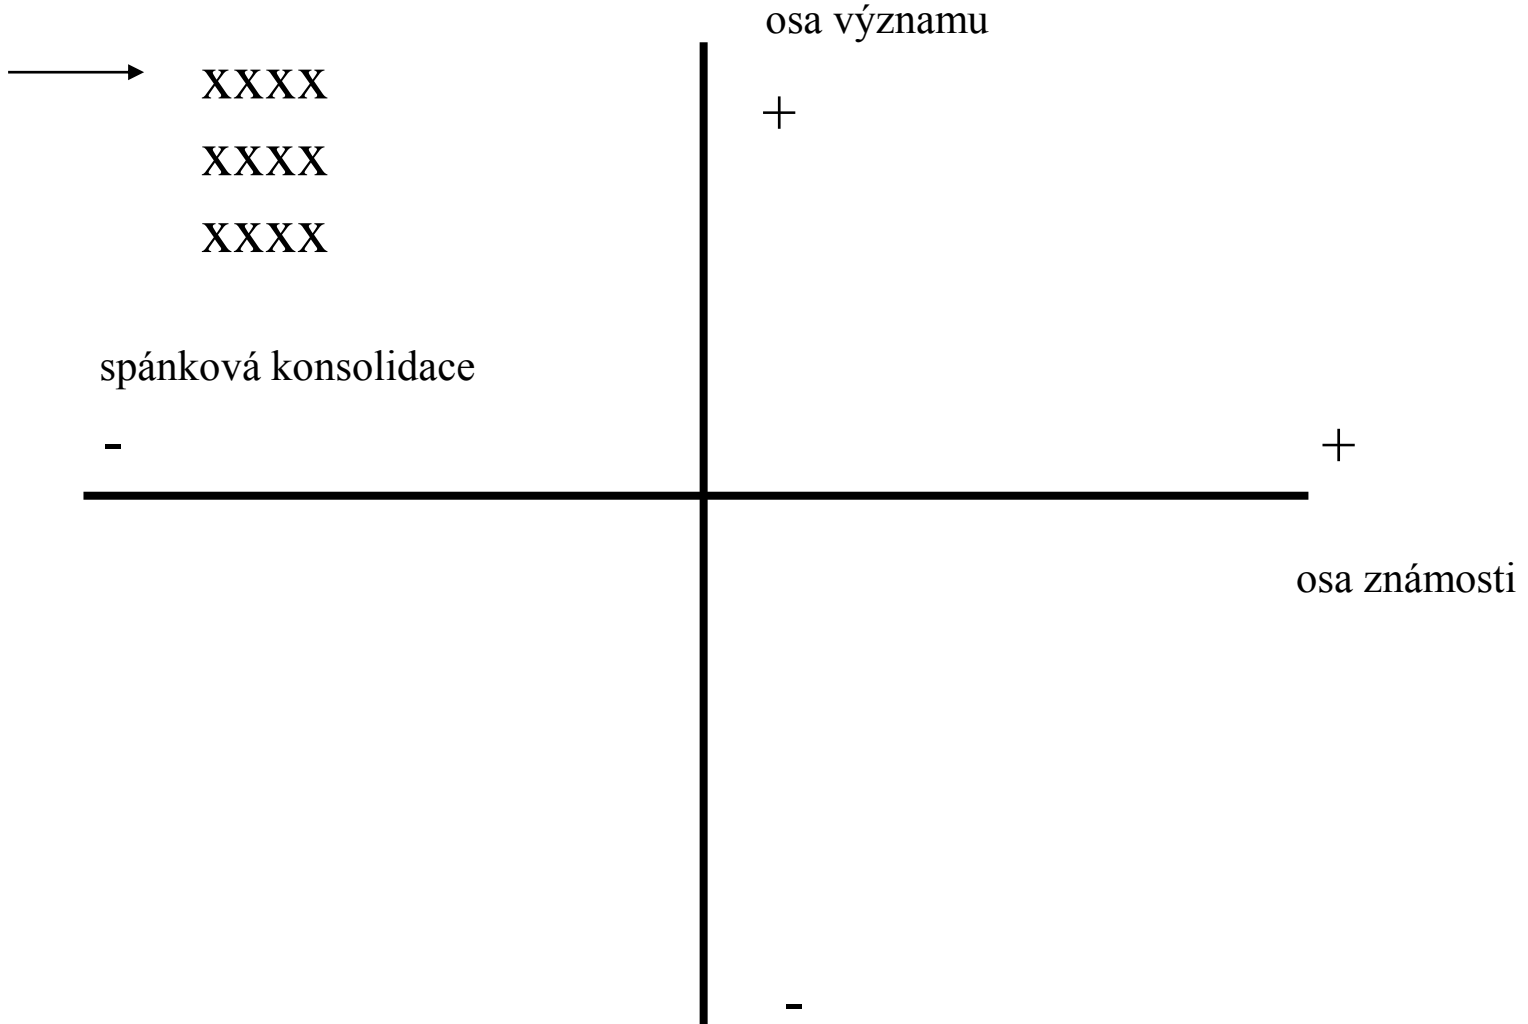 osa významu
xxxx
+
xxxx
xxxx
spánková konsolidace
-
+
osa známosti
-